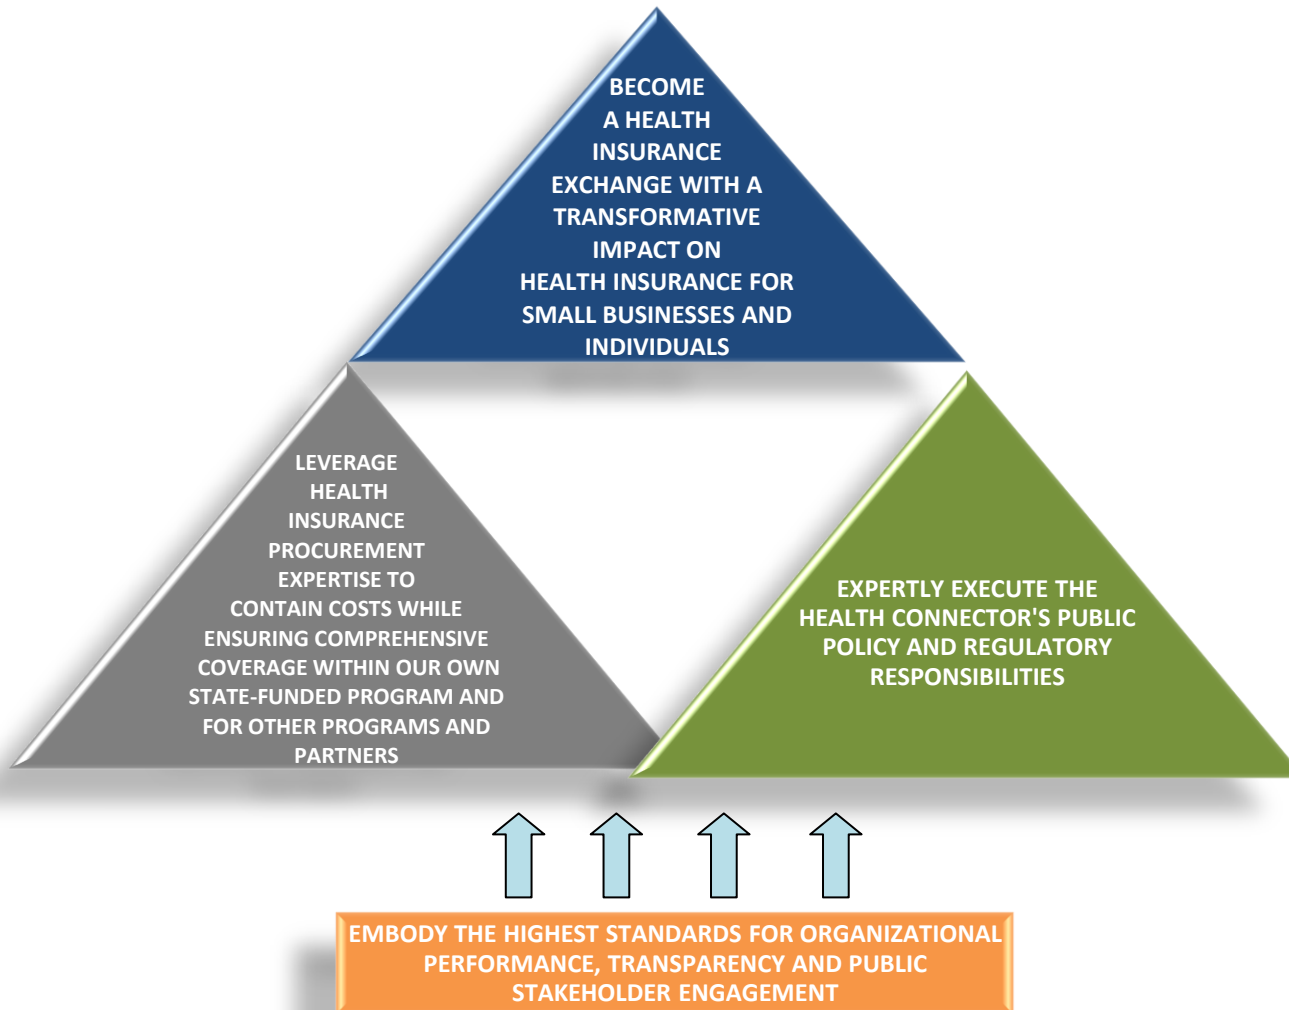 BECOME
A HEALTH
INSURANCE
EXCHANGE WITH A
TRANSFORMATIVE
IMPACT ON
HEALTH INSURANCE FOR
SMALL BUSINESSES AND
INDIVIDUALS
LEVERAGE
HEALTH
INSURANCE
PROCUREMENT
EXPERTISE TO
CONTAIN COSTS WHILE
ENSURING COMPREHENSIVE
COVERAGE WITHIN OUR OWN
STATE-FUNDED PROGRAM AND
FOR OTHER PROGRAMS AND
PARTNERS
EXPERTLY EXECUTE THE
HEALTH CONNECTOR'S PUBLIC
POLICY AND REGULATORY
RESPONSIBILITIES
EMBODY THE HIGHEST STANDARDS FOR ORGANIZATIONAL
PERFORMANCE, TRANSPARENCY AND PUBLIC
STAKEHOLDER ENGAGEMENT